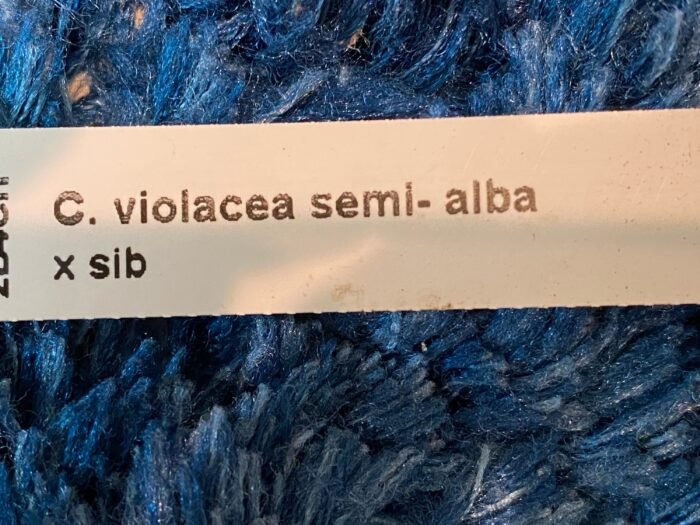 C. violacea semi- alba
x sib